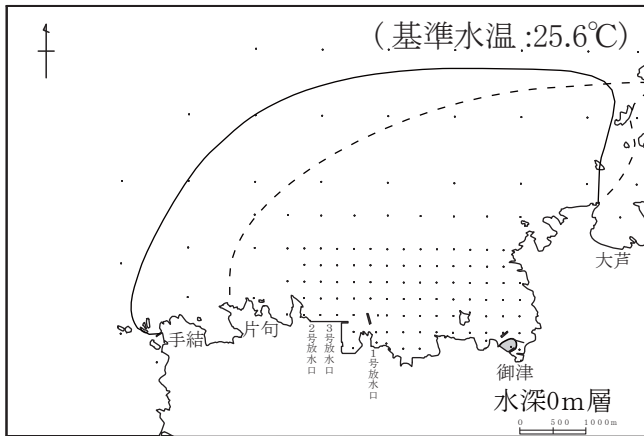 (基準水温:25.6℃)
大芦
手結
片句
2号放水口
3号放水口
1号放水口
御津
水深0m層
0 500 1000m